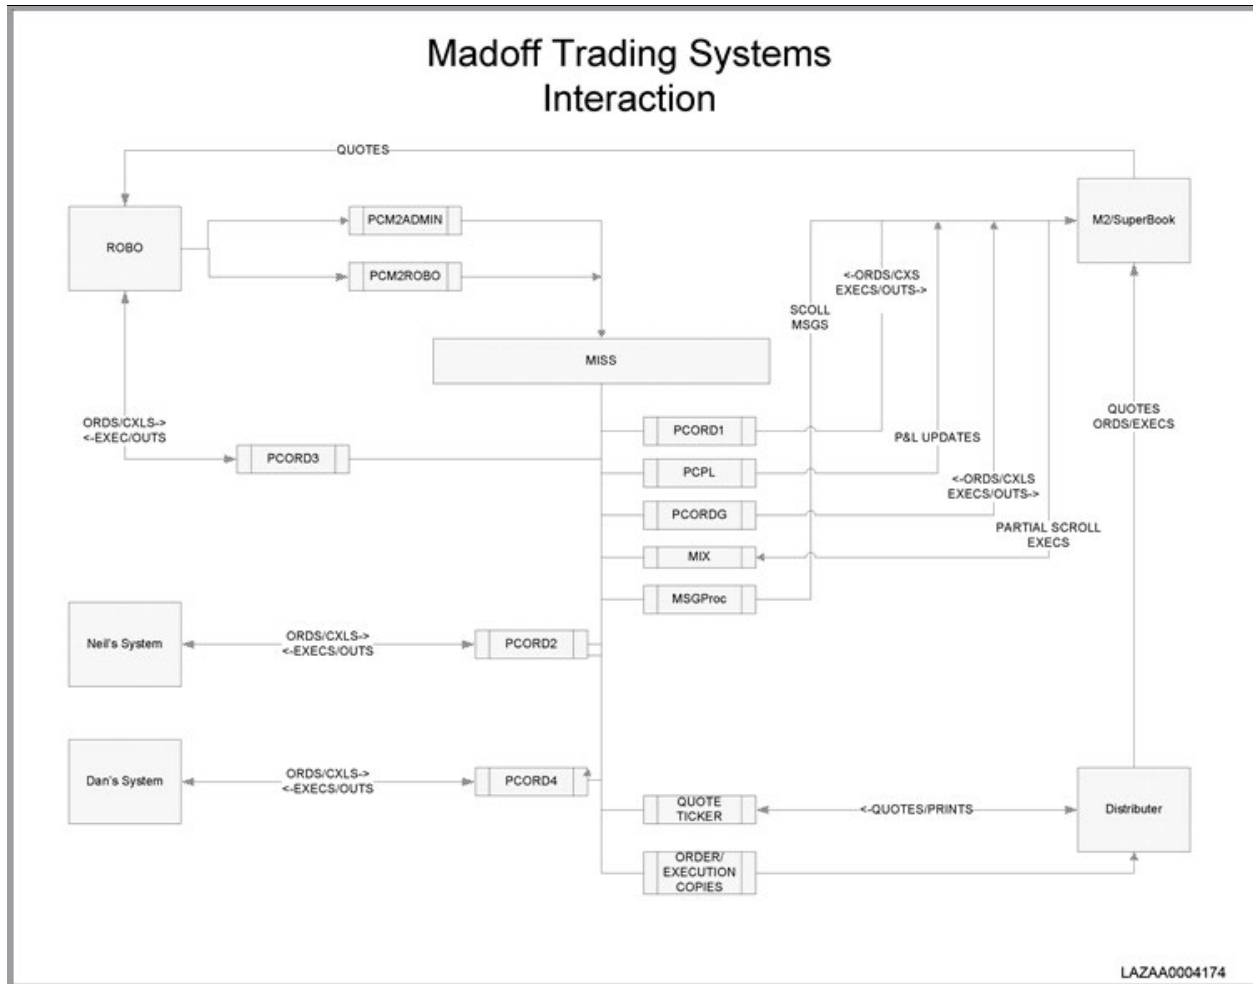 Madoff Trading Systems
Interaction
QUOTES
ROBO
PCM2ADMIN
PCM2ROBO
M2/SuperBook
<-ORDS/CXS
EXECS/OUTS->
SCOLL
MSGS
MISS
ORDS/CXLS->
<-EXEC/OUTS
PCORD3
PCORD1
PCPL
PCORDG
MIX
MSGProc
P&L UPDATES
<-ORDS/CXLS
EXECS/OUTS->
PARTIAL SCROLL
EXECS
QUOTES
ORDS/EXECS
Neil's System
ORDS/CXLS->
<-EXECS/OUTS
PCORD2
Dan's System
ORDS/CXLS->
<-EXECS/OUTS
PCORD4
QUOTE
TICKER
<-QUOTES/PRINTS
Distributer
ORDER/
EXECUTION
COPIES
LAZAA0004174